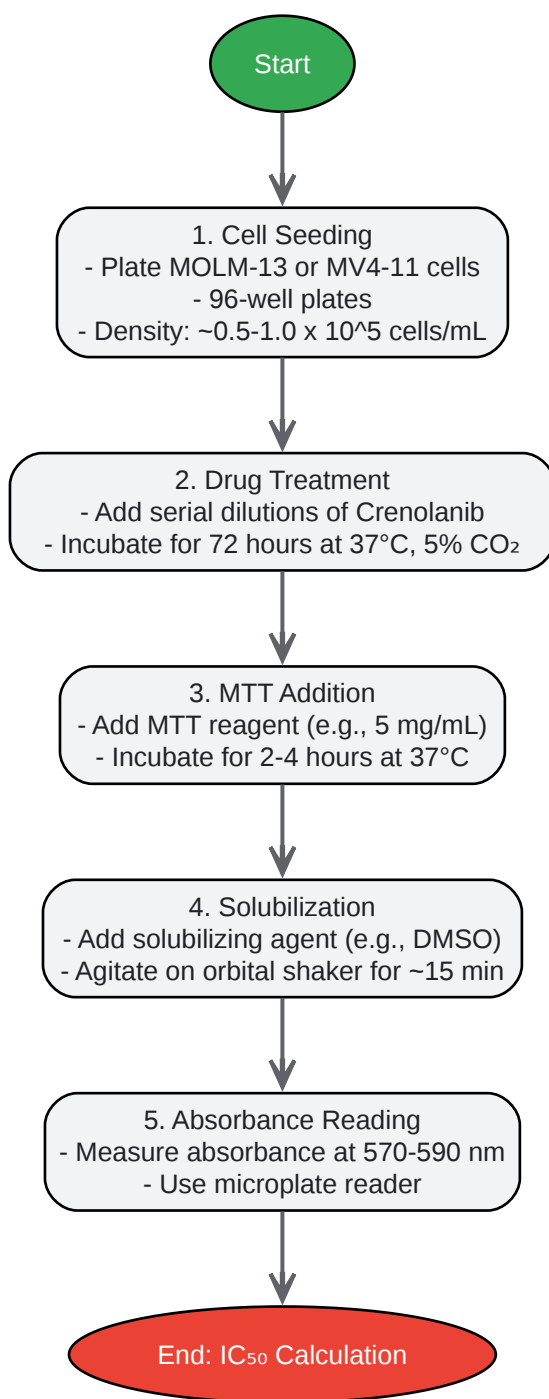 Start
1. Cell Seeding
- Plate MOLM-13 or MV4-11 cells
- 96-well plates
- Density: ~0.5-1.0 x 10^5 cells/mL
2. Drug Treatment
- Add serial dilutions of Crenolanib
- Incubate for 72 hours at 37°C, 5% CO₂
3. MTT Addition
- Add MTT reagent (e.g., 5 mg/mL)
- Incubate for 2-4 hours at 37°C
4. Solubilization
- Add solubilizing agent (e.g., DMSO)
- Agitate on orbital shaker for ~15 min
5. Absorbance Reading
- Measure absorbance at 570-590 nm
- Use microplate reader
End: IC₅₀ Calculation